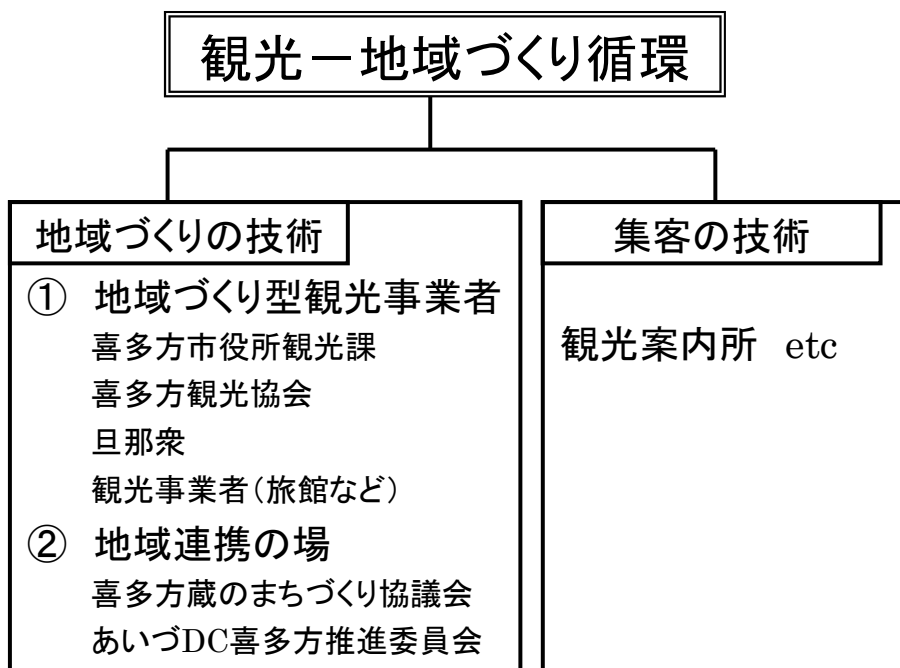 観光－地域づくり循環
地域づくりの技術
① 地域づくり型観光事業者
喜多方市役所観光課
喜多方観光協会
旦那衆
観光事業者（旅館など）
② 地域連携の場
喜多方蔵のまちづくり協議会
あいづDC喜多方推進委員会
集客の技術
観光案内所 etc